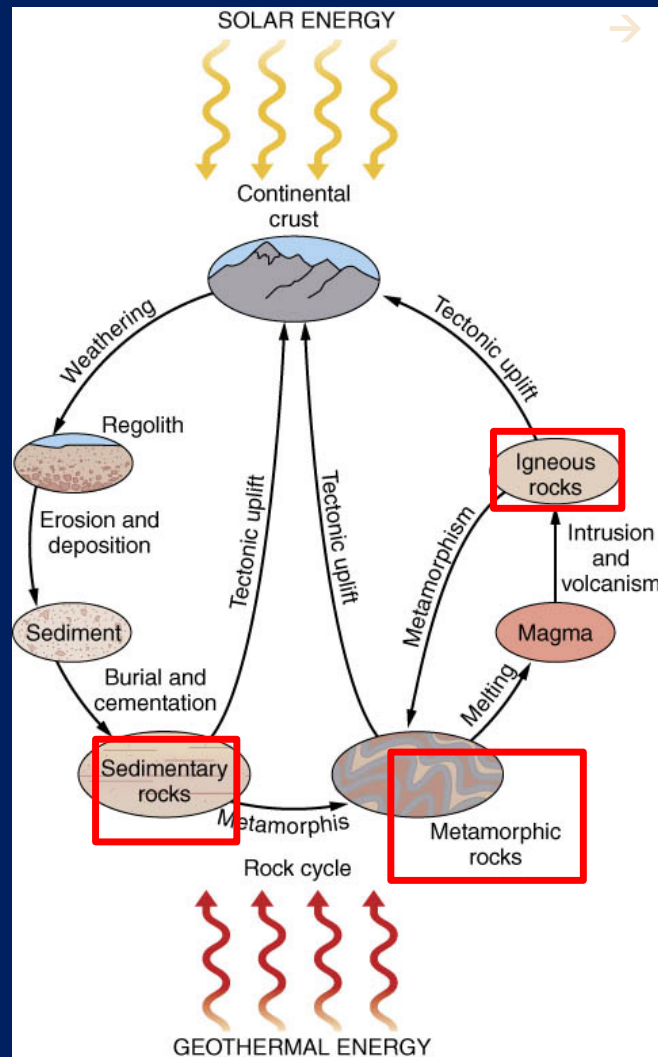 SOLAR ENERGY
→
Continental
crust
Weathering
Tectonic uplift
Regolith
Igneous
rocks
Erosion and
deposition
Tectonic uplift
Tectonic uplift
Metamorphism
Intrusion
and
volcanism
Sediment
Magma
Burial and
cementation
Melting
Sedimentary
rocks
Metamorphis
Metamorphic
rocks
Rock cycle
GEOTHERMAL ENERGY